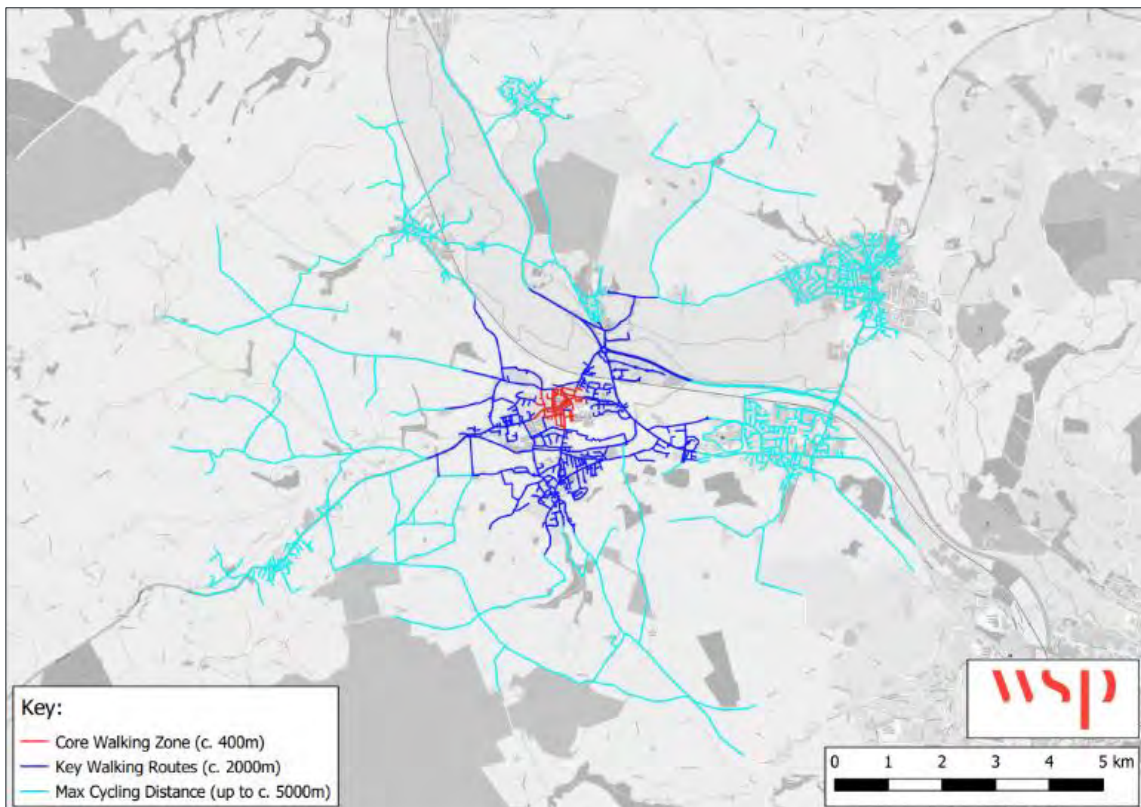 Key:
Core Walking Zone (c. 400m)
Key Walking Routes (c. 2000m)
Max Cycling Distance (up to c. 5000m)
wsp
0 1 2 3 4 5 km